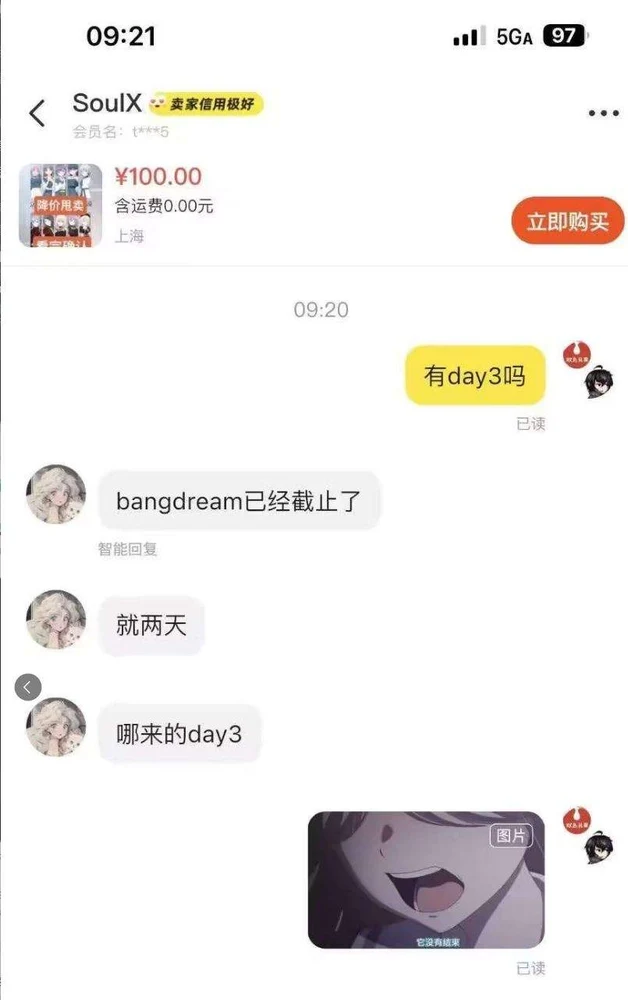 09:21
5GA
97
SoulX
卖家信用极好
会员名：t***5
¥100.00
降价甩卖
含运费0.00元
立即购买
上海
看完确认
09:20
有day3吗
已读
bangdream已经截止了
智能回复
就两天
哪来的day3
图片
它没有结束
已读